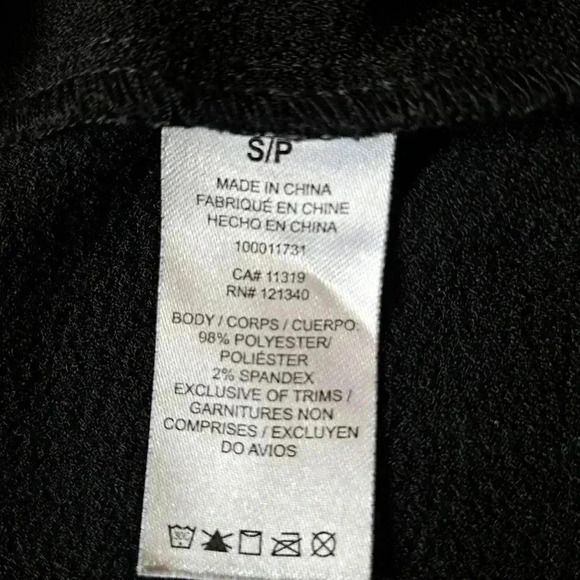 S/P
MADE IN CHINA
FABRIQUÉ EN CHINE
HECHO EN CHINA
100011731
CA# 11319
RN# 121340
BODY / CORPS / CUERPO:
98% POLYESTER/
POLIÉSTER
2% SPANDEX
EXCLUSIVE OF TRIMS /
GARNITURES NON
COMPRISES / EXCLUYEN
DO AVIOS
30C